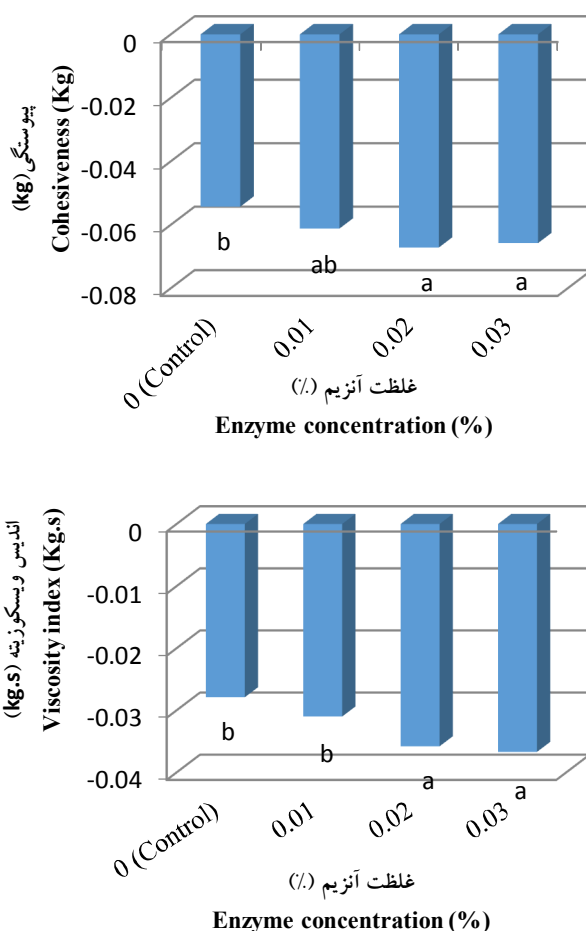 پیوستگی(kg)
Cohesiveness (Kg)
0
-0.02
-0.04
-0.06
-0.08
b
ab
a
a
0 (Control)
0.01
0.02
0.03
غلظت آنزیم (٪)
Enzyme concentration (%)
اندیس ویسکوزیته (kg.s)
Viscosity index (Kg.s)
0
-0.01
-0.02
-0.03
-0.04
b
b
a
a
0 (Control)
0.01
0.02
0.03
غلظت آنزیم (٪)
Enzyme concentration (%)